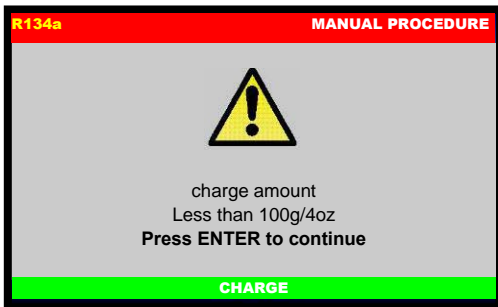 R134a MANUAL PROCEDURE
charge amount
Less than 100g/4oz
Press ENTER to continue
CHARGE